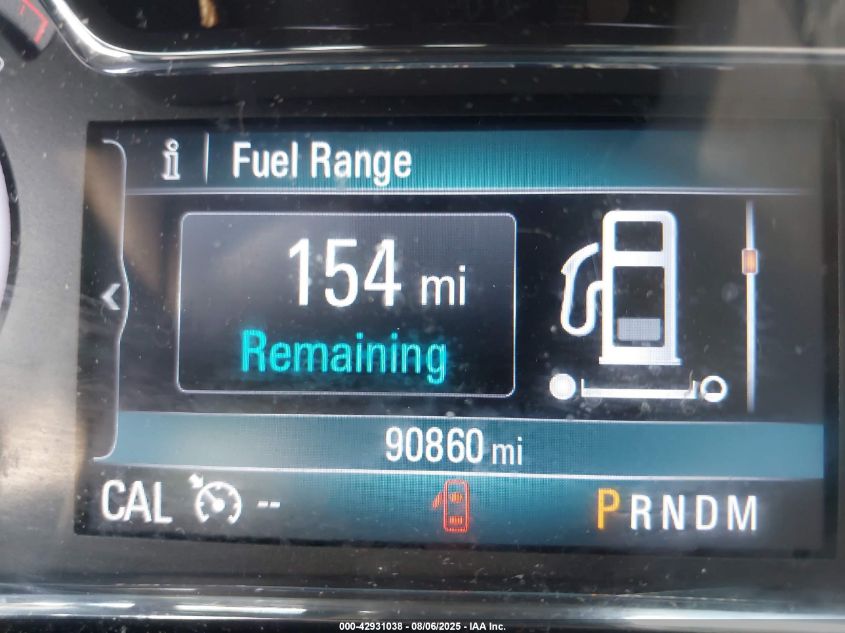 i Fuel Range
154 mi
Remaining
90860 mi
CAL --
PRNDM
000-42931038 - 08/06/2025 - IAA Inc.